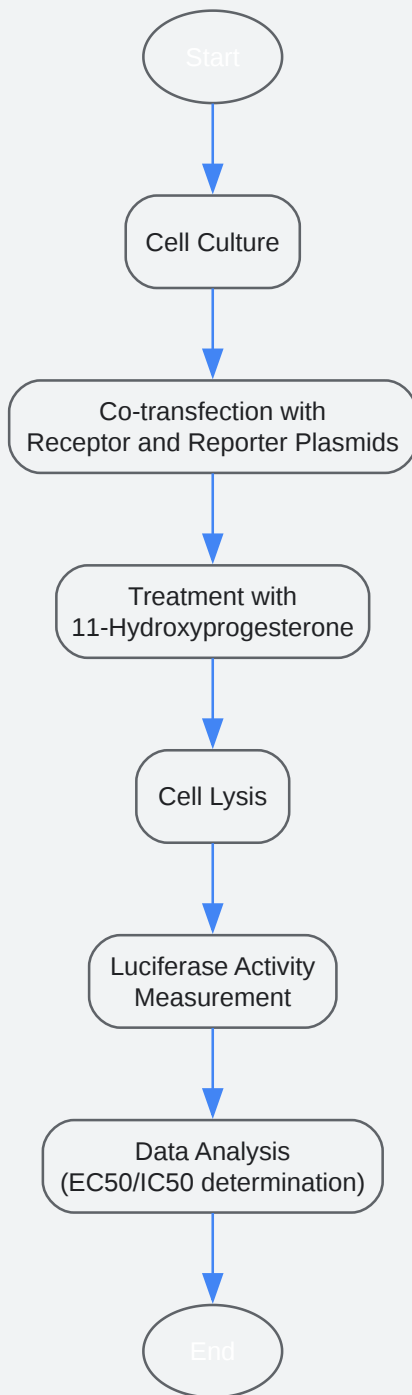 Start
Cell Culture
Co-transfection with
Receptor and Reporter Plasmids
Treatment with
11-Hydroxyprogesterone
Cell Lysis
Luciferase Activity
Measurement
Data Analysis
(EC50/IC50 determination)
End